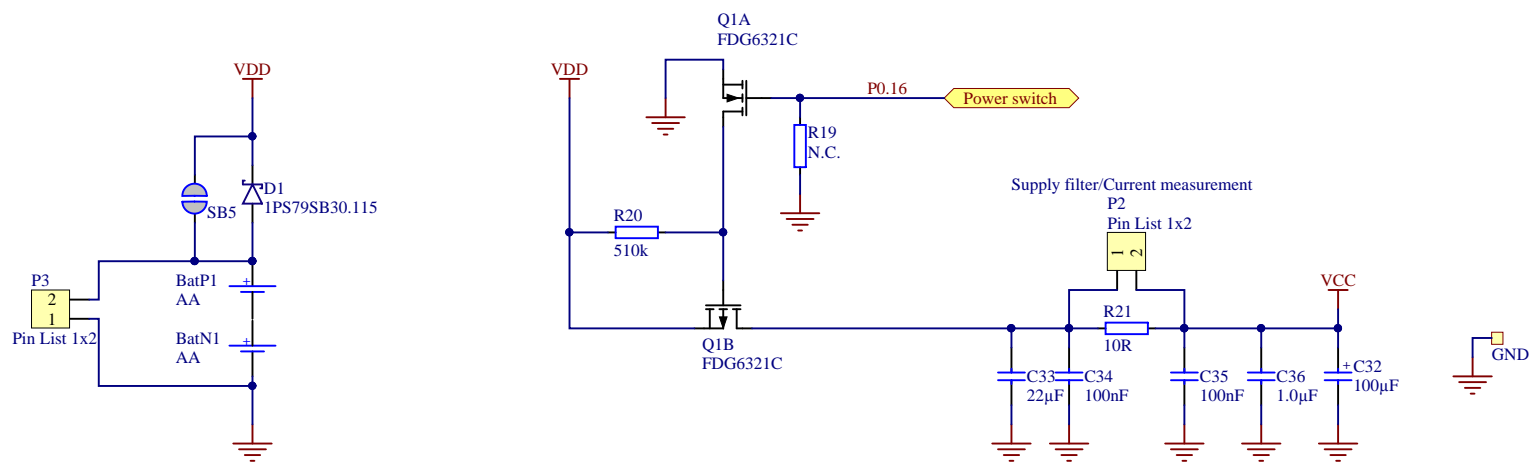 VDD
SB5
D1
1PS79SB30.115
P3
2
1
Pin List 1x2
BatP1
AA
+
BatN1
AA
+
Q1A
FDG6321C
VDD
P0.16
Power switch
R19
N.C.
R20
510k
Q1B
FDG6321C
Supply filter/Current measurement
P2
Pin List 1x2
1
2
R21
10R
VCC
C33
22µF
C34
100nF
C35
100nF
C36
1.0µF
+
C32
100µF
GND